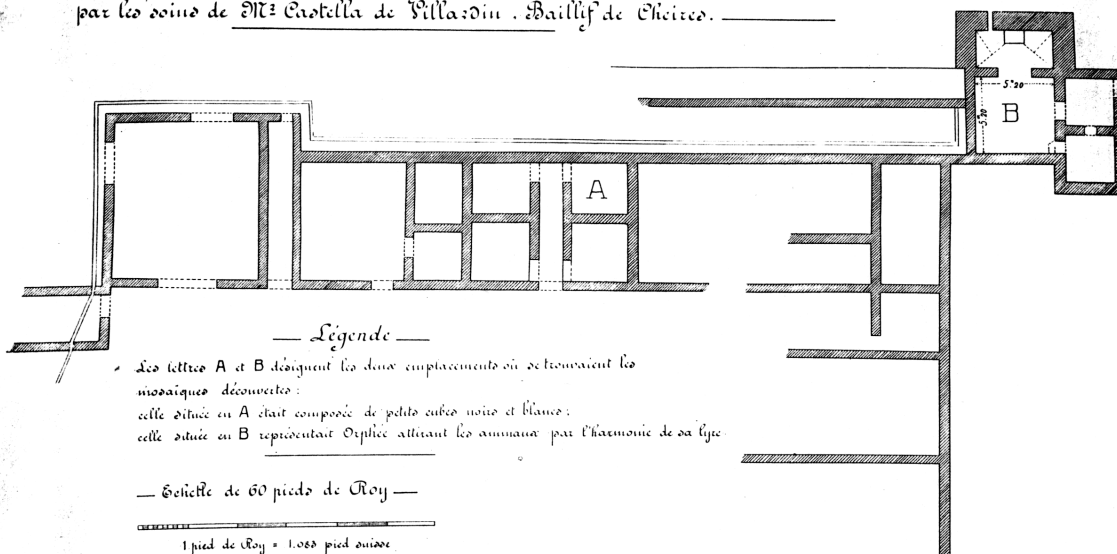 par les soins de Mr Castella de Villardin . Baillif de Cheires.
5.m20
5.20
B
A
Légende
Les lettres A et B désignent les deux emplacements où se trouvaient les
mosaïques découvertes :
celle située en A était composée de petits cubes noirs et blancs ;
celle située en B représentait Orphée attirant les animaux par l'harmonie de sa lyre
Echelle de 60 pieds de Roy
1 pied de Roy = 1.083 pied suisse